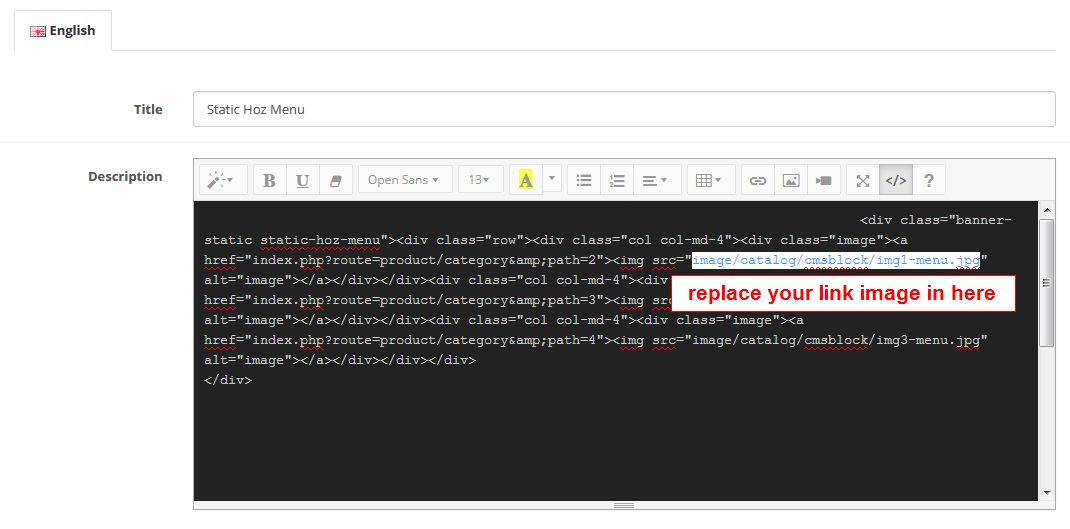 English
Title
Static Hoz Menu
Description
B U Open Sans 13 A </> ?
<div class="banner-
static static-hoz-menu"><div class="row"><div class="col col-md-4"><div class="image"><a
href="index.php?route=product/category&amp;path=2"><img src="image/catalog/cmsblock/img1-menu.jpg"
alt="image"></a></div></div><div class="col col-md-4"><div
href="index.php?route=product/category&amp;path=3"><img src
replace your link image in here
alt="image"></a></div></div><div class="col col-md-4"><div class="image"><a
href="index.php?route=product/category&amp;path=4"><img src="image/catalog/cmsblock/img3-menu.jpg"
alt="image"></a></div></div></div>
</div>